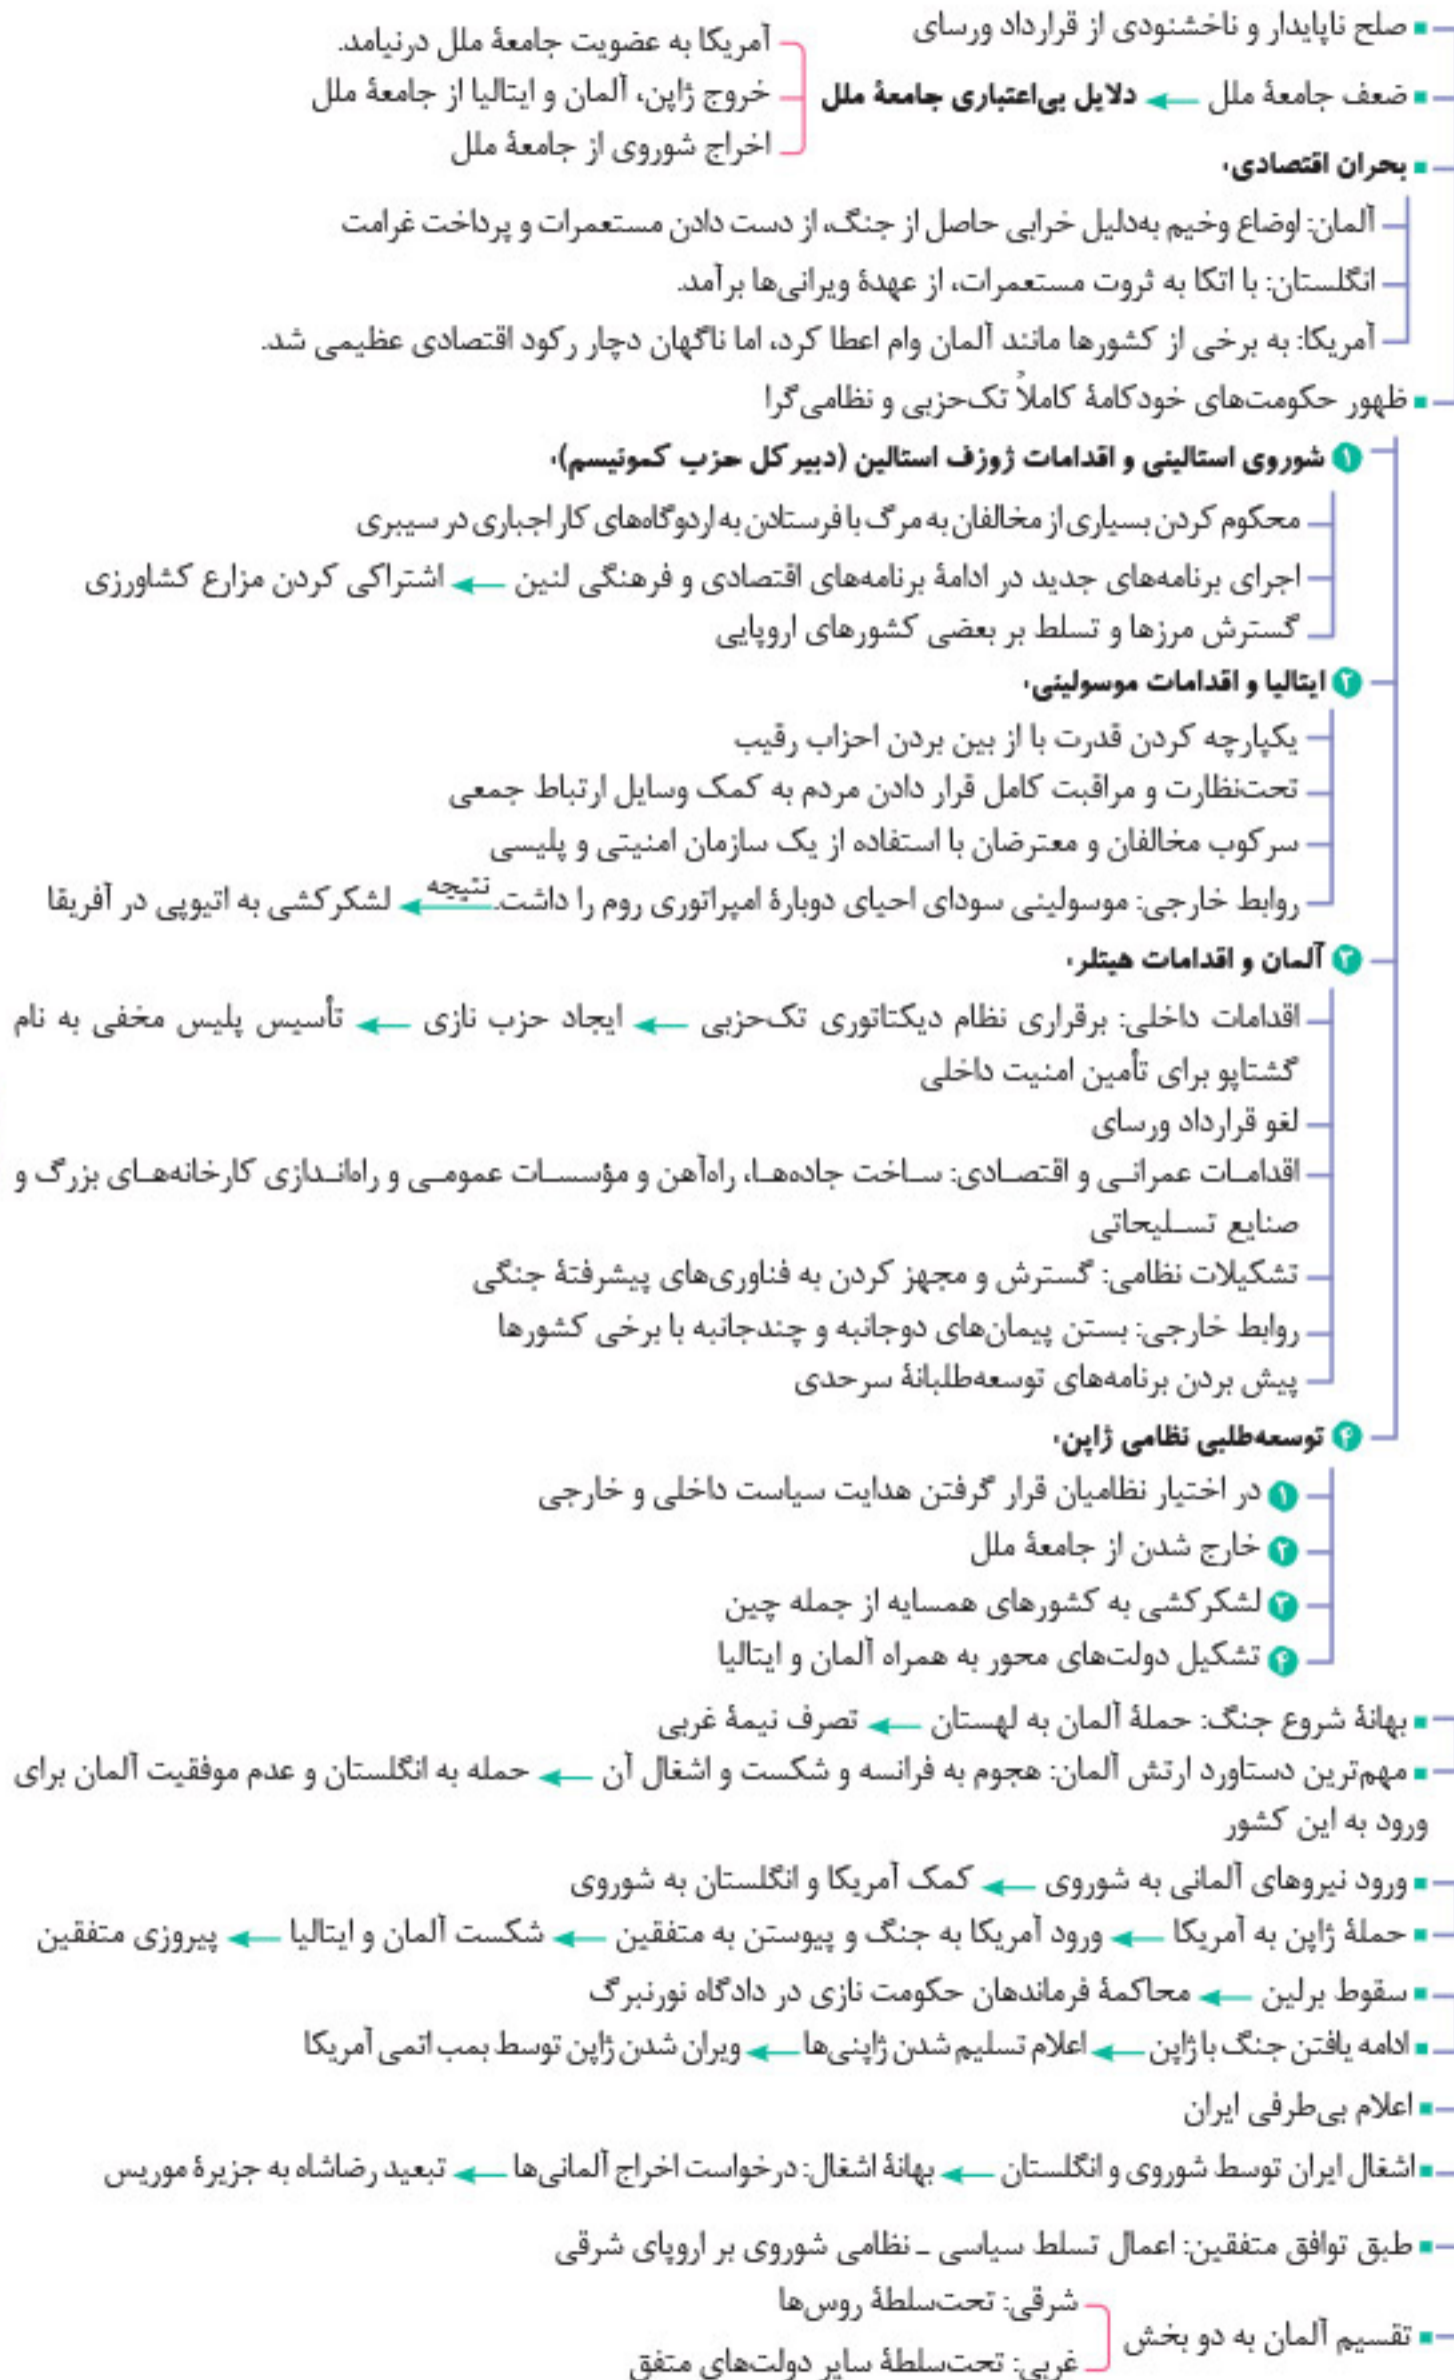 صلح ناپایدار و ناخشنودی از قرارداد ورسای
ضعف جامعهٔ ملل ← دلایل بی‌اعتباری جامعهٔ ملل
آمریکا به عضویت جامعهٔ ملل درنیامد.
خروج ژاپن، آلمان و ایتالیا از جامعهٔ ملل
اخراج شوروی از جامعهٔ ملل
بحران اقتصادی:
آلمان: اوضاع وخیم به‌دلیل خرابی حاصل از جنگ، از دست دادن مستعمرات و پرداخت غرامت
انگلستان: با اتکا به ثروت مستعمرات، از عهدهٔ ویرانی‌ها برآمد.
آمریکا: به برخی از کشورها مانند آلمان وام اعطا کرد، اما ناگهان دچار رکود اقتصادی عظیمی شد.
ظهور حکومت‌های خودکامهٔ کاملاً تک‌حزبی و نظامی‌گرا
۱ شوروی استالینی و اقدامات ژوزف استالین (دبیر کل حزب کمونیسم):
محکوم کردن بسیاری از مخالفان به مرگ با فرستادن به اردوگاه‌های کار اجباری در سیبری
اجرای برنامه‌های جدید در ادامهٔ برنامه‌های اقتصادی و فرهنگی لنین ← اشتراکی کردن مزارع کشاورزی
گسترش مرزها و تسلط بر بعضی کشورهای اروپایی
۲ ایتالیا و اقدامات موسولینی:
یکپارچه کردن قدرت با از بین بردن احزاب رقیب
تحت‌نظارت و مراقبت کامل قرار دادن مردم به کمک وسایل ارتباط جمعی
سرکوب مخالفان و معترضان با استفاده از یک سازمان امنیتی و پلیسی
روابط خارجی: موسولینی سودای احیای دوبارهٔ امپراتوری روم را داشت. نتیجه ← لشکرکشی به اتیوپی در آفریقا
۳ آلمان و اقدامات هیتلر:
اقدامات داخلی: برقراری نظام دیکتاتوری تک‌حزبی ← ایجاد حزب نازی ← تأسیس پلیس مخفی به نام
گشتاپو برای تأمین امنیت داخلی
لغو قرارداد ورسای
اقدامات عمرانی و اقتصادی: ساخت جاده‌ها، راه‌آهن و مؤسسات عمومی و راه‌اندازی کارخانه‌های بزرگ و
صنایع تسلیحاتی
تشکیلات نظامی: گسترش و مجهز کردن به فناوری‌های پیشرفتهٔ جنگی
روابط خارجی: بستن پیمان‌های دوجانبه و چندجانبه با برخی کشورها
پیش بردن برنامه‌های توسعه‌طلبانهٔ سرحدی
۴ توسعه‌طلبی نظامی ژاپن:
۱ در اختیار نظامیان قرار گرفتن هدایت سیاست داخلی و خارجی
۲ خارج شدن از جامعهٔ ملل
۳ لشکرکشی به کشورهای همسایه از جمله چین
۴ تشکیل دولت‌های محور به همراه آلمان و ایتالیا
بهانهٔ شروع جنگ: حملهٔ آلمان به لهستان ← تصرف نیمهٔ غربی
مهم‌ترین دستاورد ارتش آلمان: هجوم به فرانسه و شکست و اشغال آن ← حمله به انگلستان و عدم موفقیت آلمان برای
ورود به این کشور
ورود نیروهای آلمانی به شوروی ← کمک آمریکا و انگلستان به شوروی
حملهٔ ژاپن به آمریکا ← ورود آمریکا به جنگ و پیوستن به متفقین ← شکست آلمان و ایتالیا ← پیروزی متفقین
سقوط برلین ← محاکمهٔ فرماندهان حکومت نازی در دادگاه نورنبرگ
ادامه یافتن جنگ با ژاپن ← اعلام تسلیم شدن ژاپنی‌ها ← ویران شدن ژاپن توسط بمب اتمی آمریکا
اعلام بی‌طرفی ایران
اشغال ایران توسط شوروی و انگلستان ← بهانهٔ اشغال: درخواست اخراج آلمانی‌ها ← تبعید رضاشاه به جزیرهٔ موریس
طبق توافق متفقین: اعمال تسلط سیاسی ـ نظامی شوروی بر اروپای شرقی
تقسیم آلمان به دو بخش
شرقی: تحت‌سلطهٔ روس‌ها
غربی: تحت‌سلطهٔ سایر دولت‌های متفق